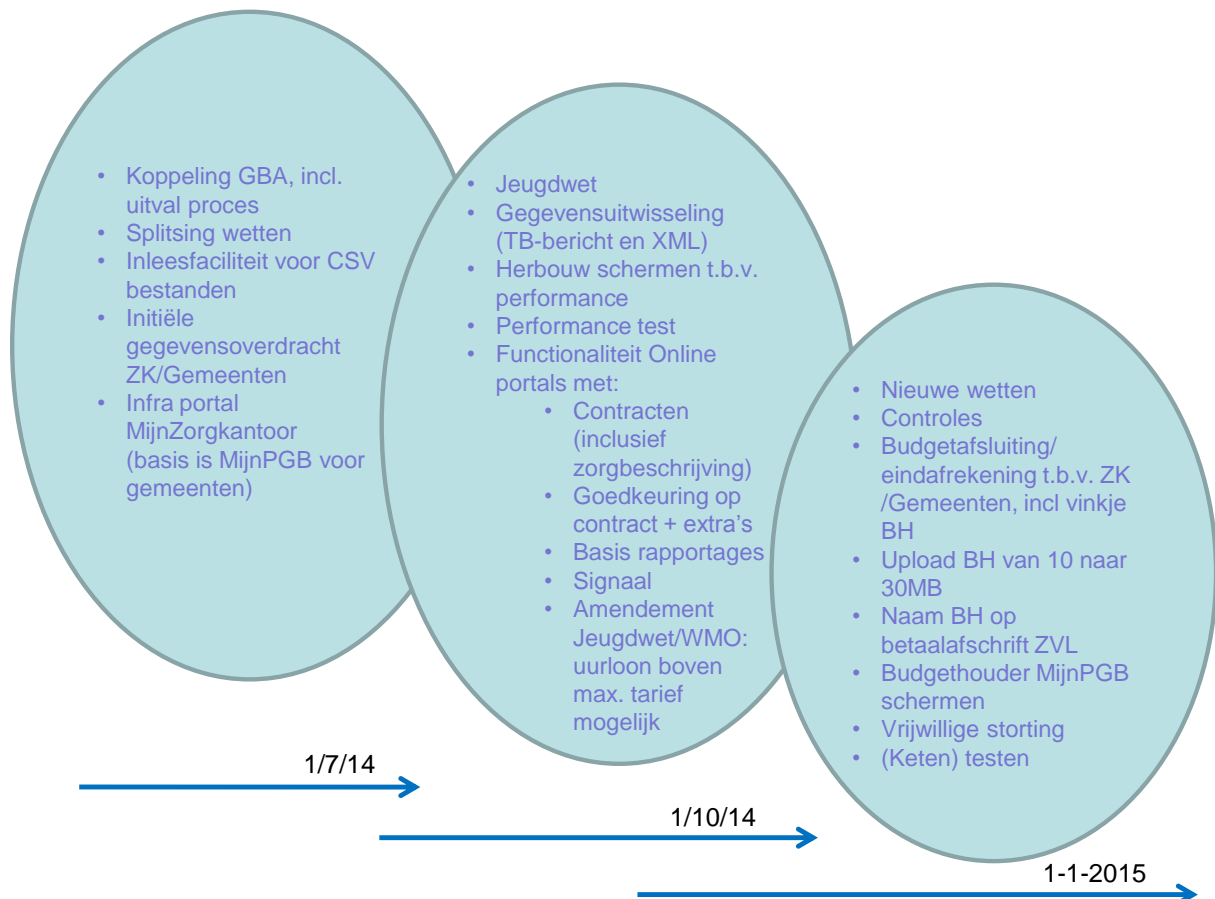 • Koppeling GBA, incl.
uitval proces
• Splitsing wetten
• Inleesfaciliteit voor CSV
bestanden
• Initiële
gegevensoverdracht
ZK/Gemeenten
• Infra portal
MijnZorgkantoor
(basis is MijnPGB voor
gemeenten)
1/7/14
• Jeugdwet
• Gegevensuitwisseling
(TB-bericht en XML)
• Herbouw schermen t.b.v.
performance
• Performance test
• Functionaliteit Online
portals met:
• Contracten
(inclusief
zorgbeschrijving)
• Goedkeuring op
contract + extra's
• Basis rapportages
• Signaal
• Amendement
Jeugdwet/WMO:
uurloon boven
max. tarief
mogelijk
1/10/14
• Nieuwe wetten
• Controles
• Budgetafsluiting/
eindafrekening t.b.v. ZK
/Gemeenten, incl vinkje
BH
• Upload BH van 10 naar
30MB
• Naam BH op
betaalafschrift ZVL
• Budgethouder MijnPGB
schermen
• Vrijwillige storting
• (Keten) testen
1-1-2015